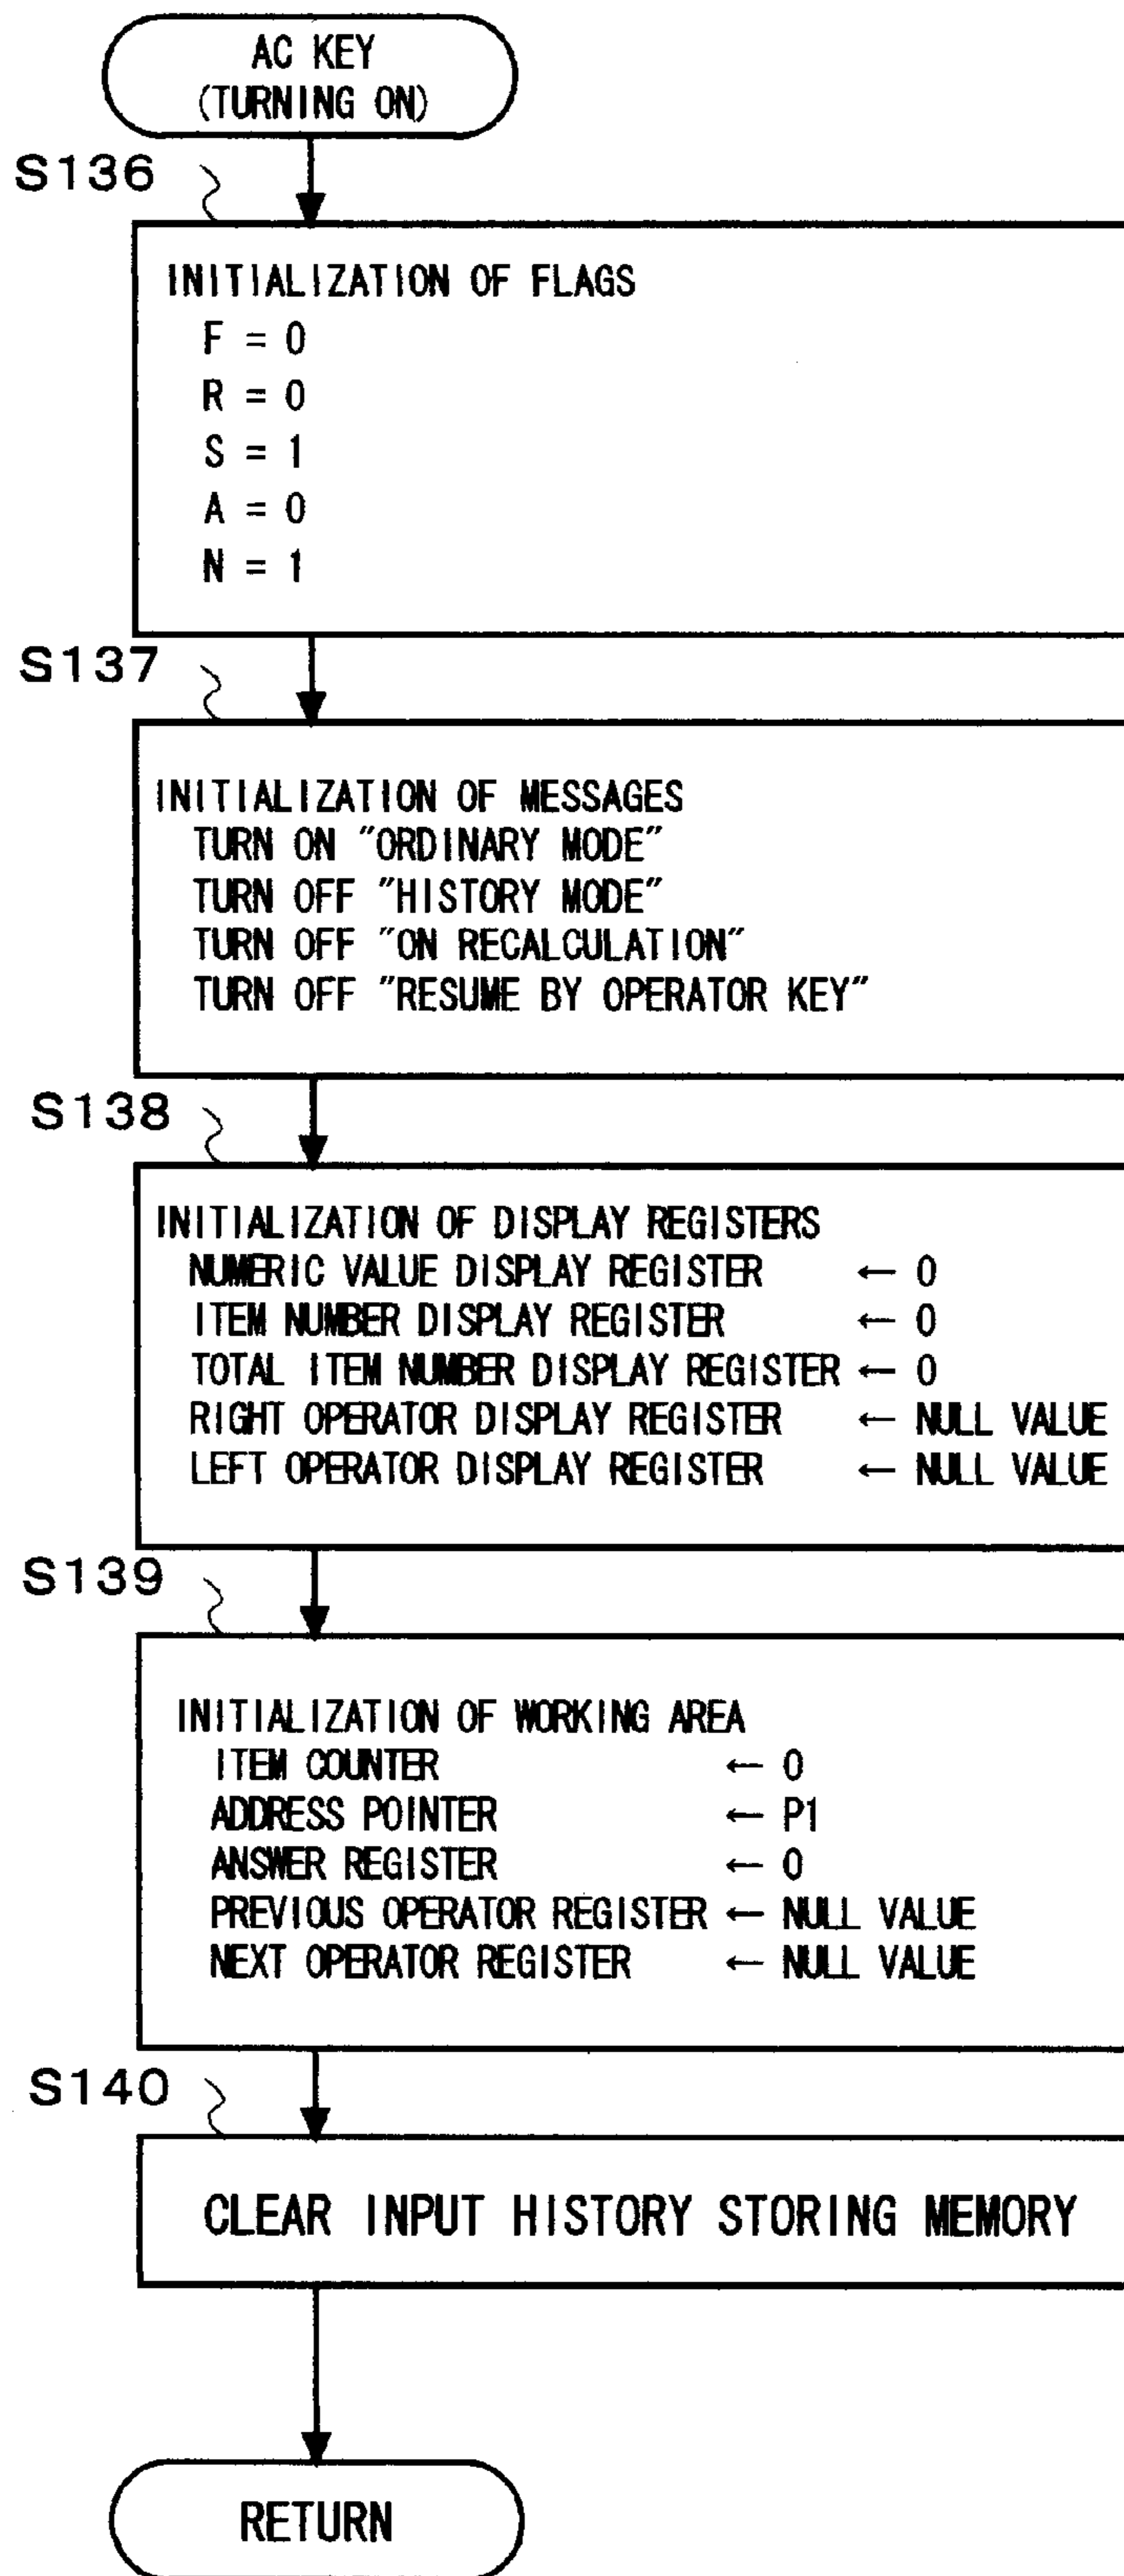 AC KEY
(TURNING ON)
S136
INITIALIZATION OF FLAGS
F = 0
R = 0
S = 1
A = 0
N = 1
S137
INITIALIZATION OF MESSAGES
TURN ON "ORDINARY MODE"
TURN OFF "HISTORY MODE"
TURN OFF "ON RECALCULATION"
TURN OFF "RESUME BY OPERATOR KEY"
S138
INITIALIZATION OF DISPLAY REGISTERS
NUMERIC VALUE DISPLAY REGISTER ← 0
ITEM NUMBER DISPLAY REGISTER ← 0
TOTAL ITEM NUMBER DISPLAY REGISTER ← 0
RIGHT OPERATOR DISPLAY REGISTER ← NULL VALUE
LEFT OPERATOR DISPLAY REGISTER ← NULL VALUE
S139
INITIALIZATION OF WORKING AREA
ITEM COUNTER ← 0
ADDRESS POINTER ← P1
ANSWER REGISTER ← 0
PREVIOUS OPERATOR REGISTER ← NULL VALUE
NEXT OPERATOR REGISTER ← NULL VALUE
S140
CLEAR INPUT HISTORY STORING MEMORY
RETURN